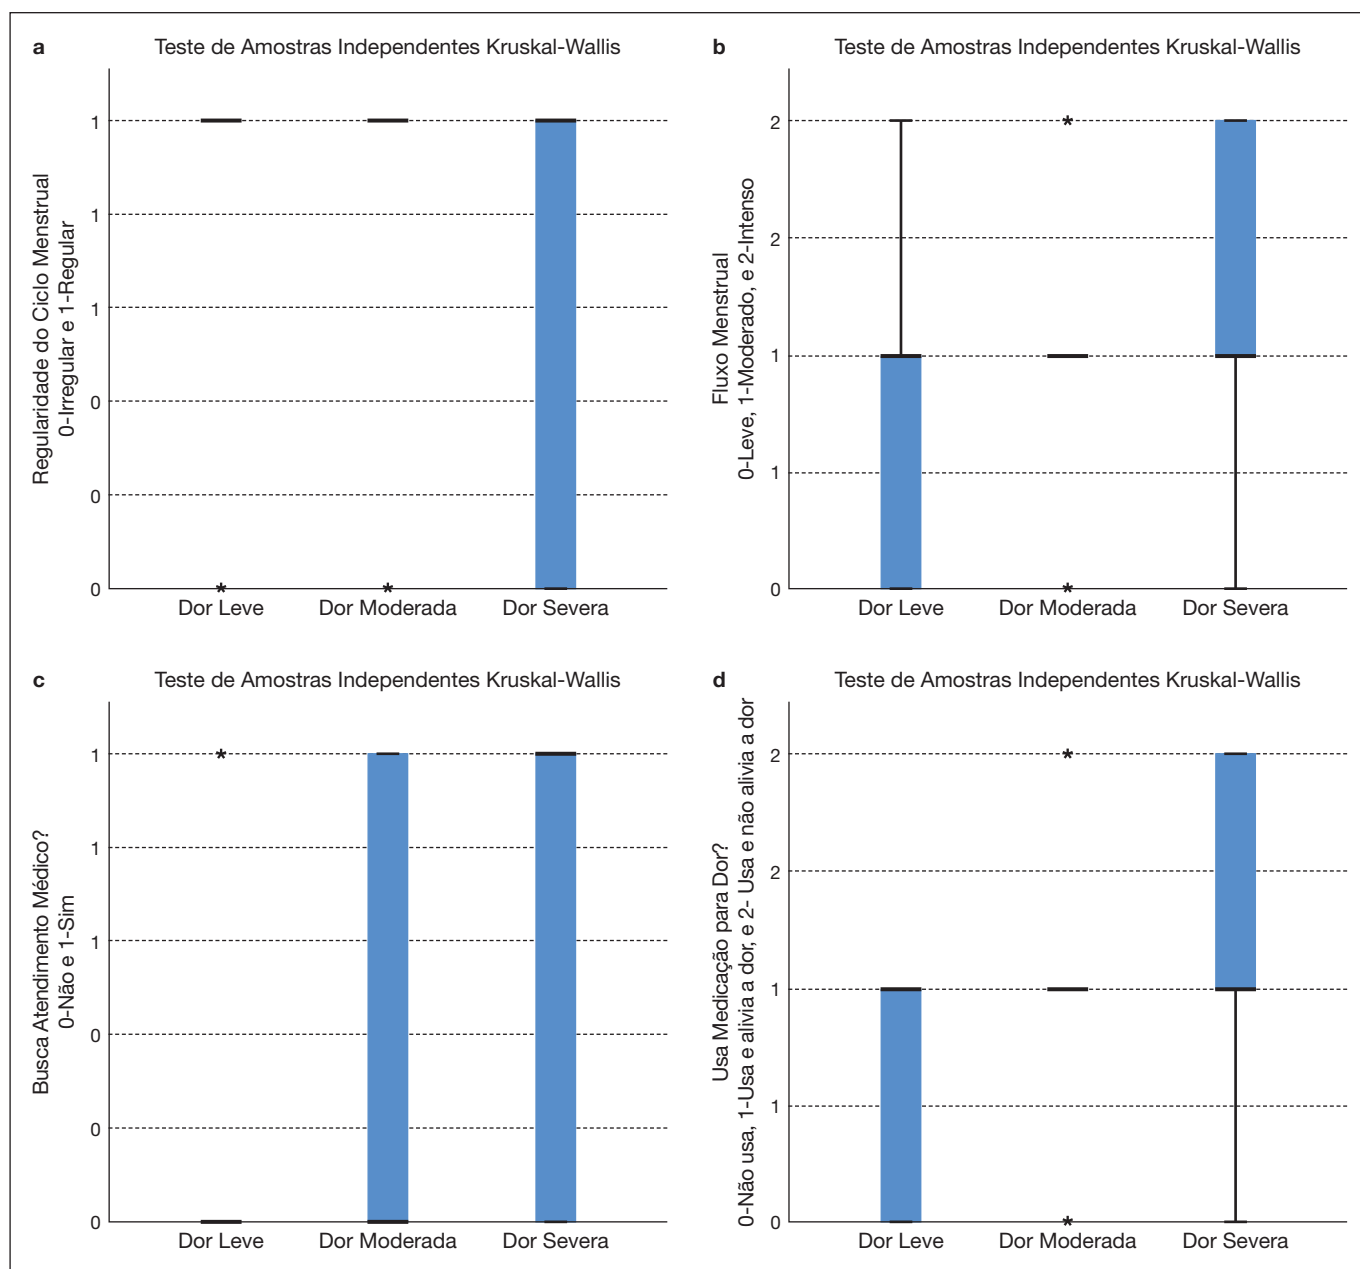 a
Teste de Amostras Independentes Kruskal-Wallis
Regularidade do Ciclo Menstrual
0-Irregular e 1-Regular
1
1
1
0
0
0
Dor Leve
Dor Moderada
Dor Severa
*
*
b
Teste de Amostras Independentes Kruskal-Wallis
Fluxo Menstrual
0-Leve, 1-Moderado, e 2-Intenso
2
2
1
1
0
*
*
Dor Leve
Dor Moderada
Dor Severa
c
Teste de Amostras Independentes Kruskal-Wallis
Busca Atendimento Médico?
0-Não e 1-Sim
1
1
1
0
0
0
*
Dor Leve
Dor Moderada
Dor Severa
d
Teste de Amostras Independentes Kruskal-Wallis
Usa Medicação para Dor?
0-Não usa, 1-Usa e alivia a dor, e 2- Usa e não alivia a dor
2
2
1
1
0
*
*
Dor Leve
Dor Moderada
Dor Severa